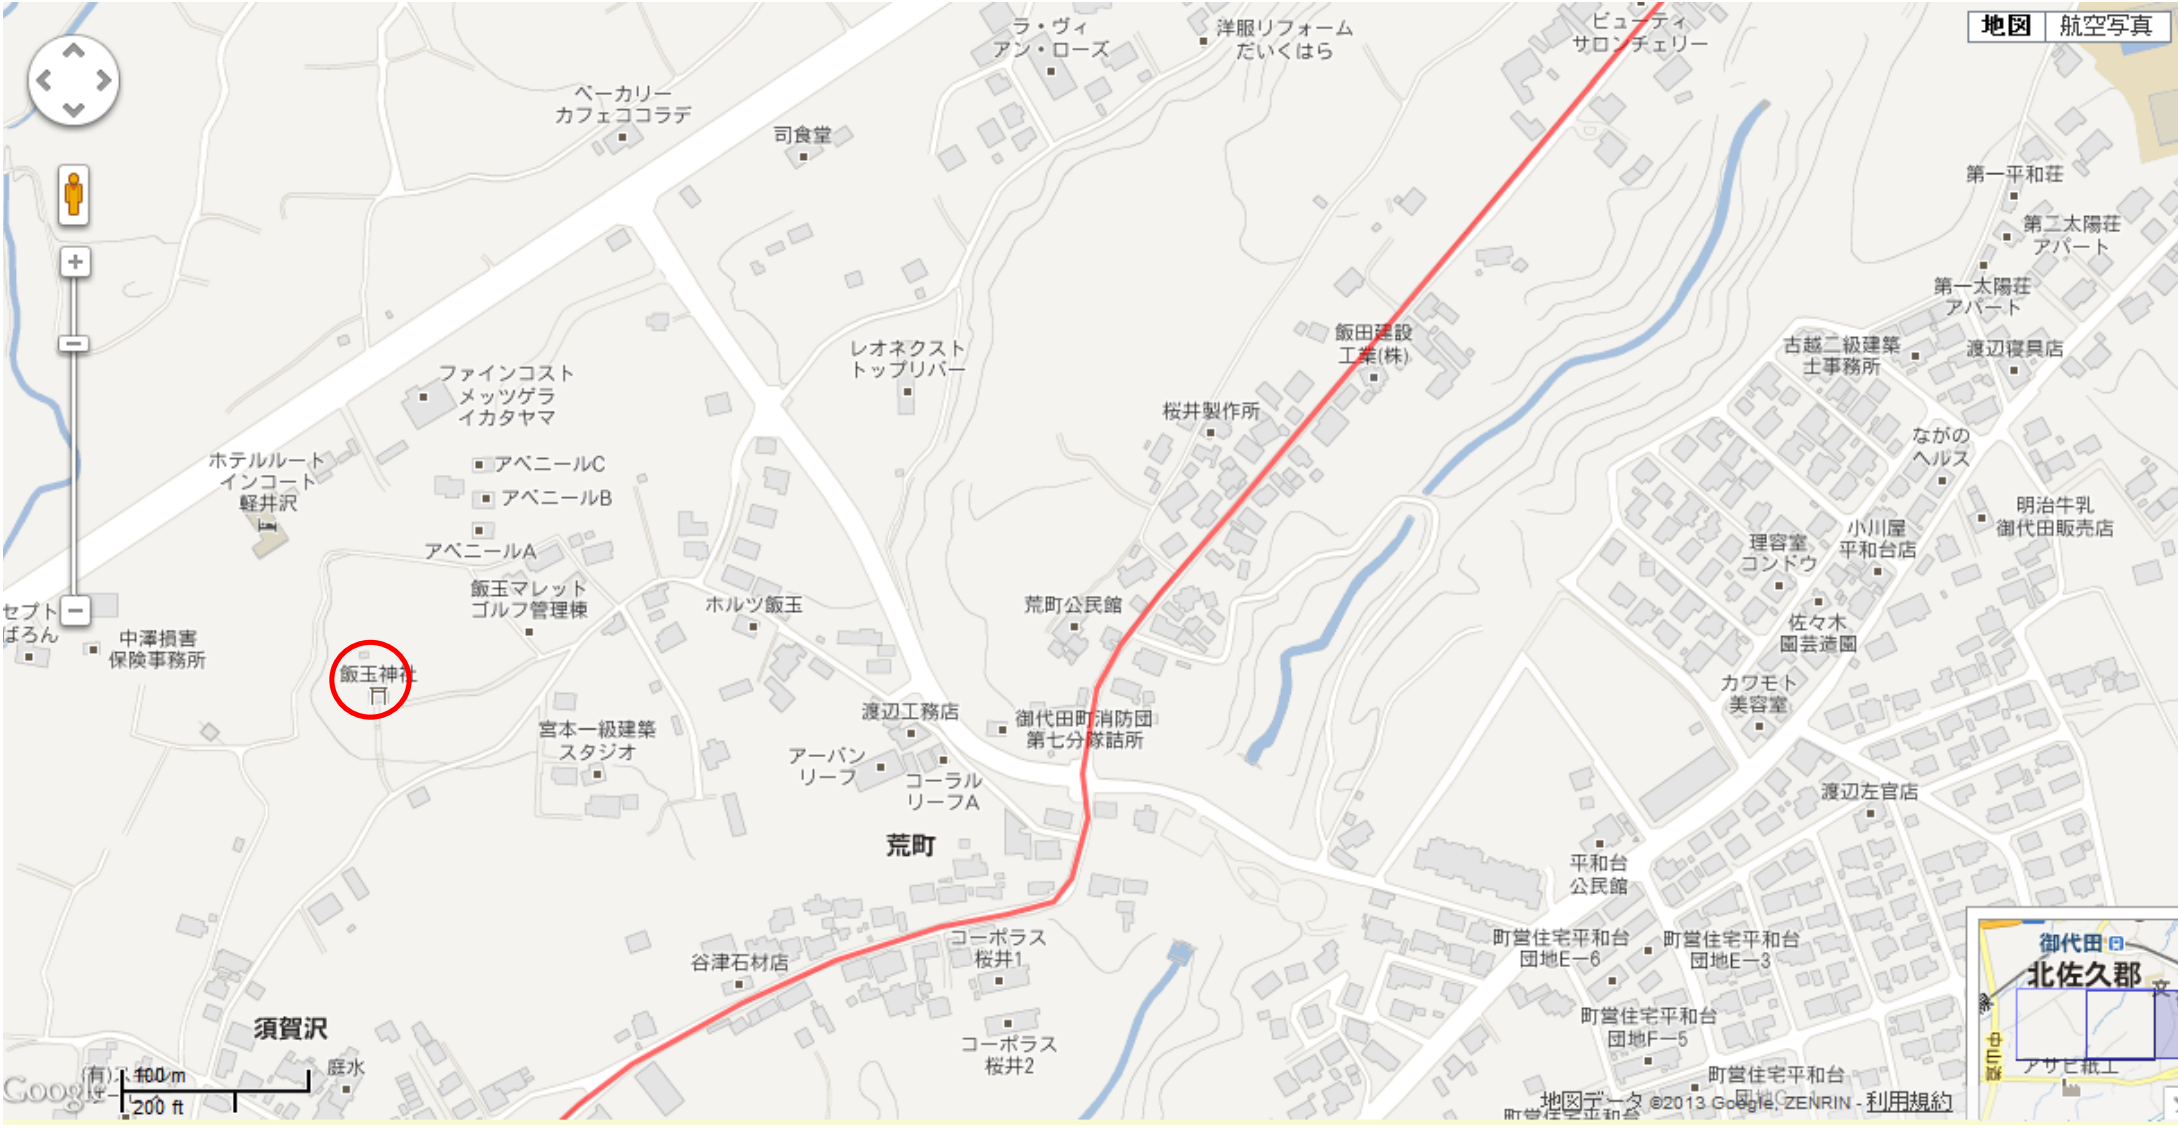 ラ・ヴィ
アン・ローズ
洋服リフォーム
だいくはら
ビューティ
サロンチェリー
地図
航空写真
ベーカリー
カフェココラデ
司食堂
第一平和荘
第二太陽荘
アパート
第一太陽荘
アパート
飯田建設
工業(株)
古越二級建築
士事務所
渡辺寝具店
レオネクスト
トップリバー
ファインコスト
メッツゲラ
イカタヤマ
桜井製作所
ながの
ヘルス
ホテルルート
インコート
軽井沢
アベニールC
アベニールB
アベニールA
明治牛乳
御代田販売店
小川屋
平和台店
理容室
コンドウ
飯玉マレット
ゴルフ管理棟
ホルツ飯玉
荒町公民館
セプト
ばろん
中澤損害
保険事務所
佐々木
園芸造園
飯玉神社
カワモト
美容室
渡辺工務店
御代田町消防団
第七分隊詰所
宮本一級建築
スタジオ
アーバン
リーフ
コーラル
リーフA
渡辺左官店
荒町
平和台
公民館
谷津石材店
コーポラス
桜井1
町営住宅平和台
団地E-6
町営住宅平和台
団地E-3
御代田
北佐久郡
文
須賀沢
庭水
コーポラス
桜井2
町営住宅平和台
団地F-5
中山道
アサヒ紙工
町営住宅平和台
Google
100 m
200 ft
地図データ ©2013 Google, ZENRIN - 利用規約
町営住宅平和台